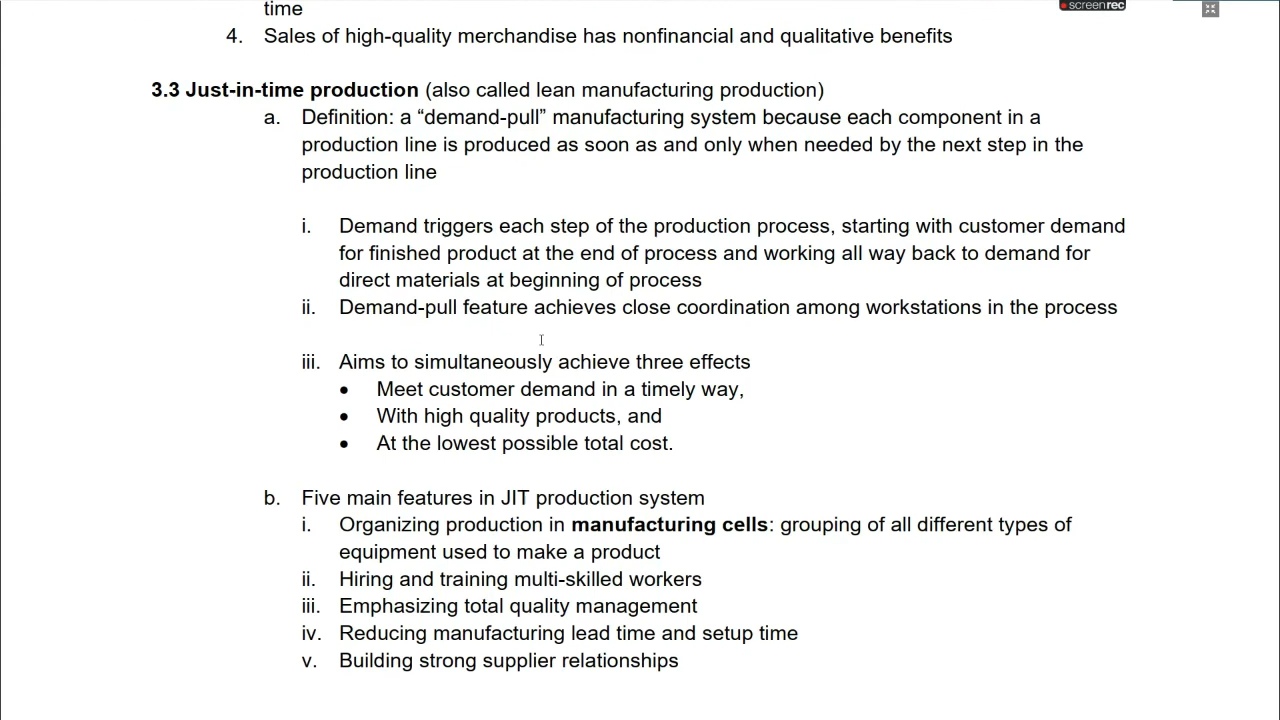 time
screenrec
4. Sales of high-quality merchandise has nonfinancial and qualitative benefits
3.3 Just-in-time production (also called lean manufacturing production)
a. Definition: a “demand-pull” manufacturing system because each component in a
production line is produced as soon as and only when needed by the next step in the
production line
i. Demand triggers each step of the production process, starting with customer demand
for finished product at the end of process and working all way back to demand for
direct materials at beginning of process
ii. Demand-pull feature achieves close coordination among workstations in the process
iii. Aims to simultaneously achieve three effects
• Meet customer demand in a timely way,
• With high quality products, and
• At the lowest possible total cost.
b. Five main features in JIT production system
i. Organizing production in manufacturing cells: grouping of all different types of
equipment used to make a product
ii. Hiring and training multi-skilled workers
iii. Emphasizing total quality management
iv. Reducing manufacturing lead time and setup time
v. Building strong supplier relationships